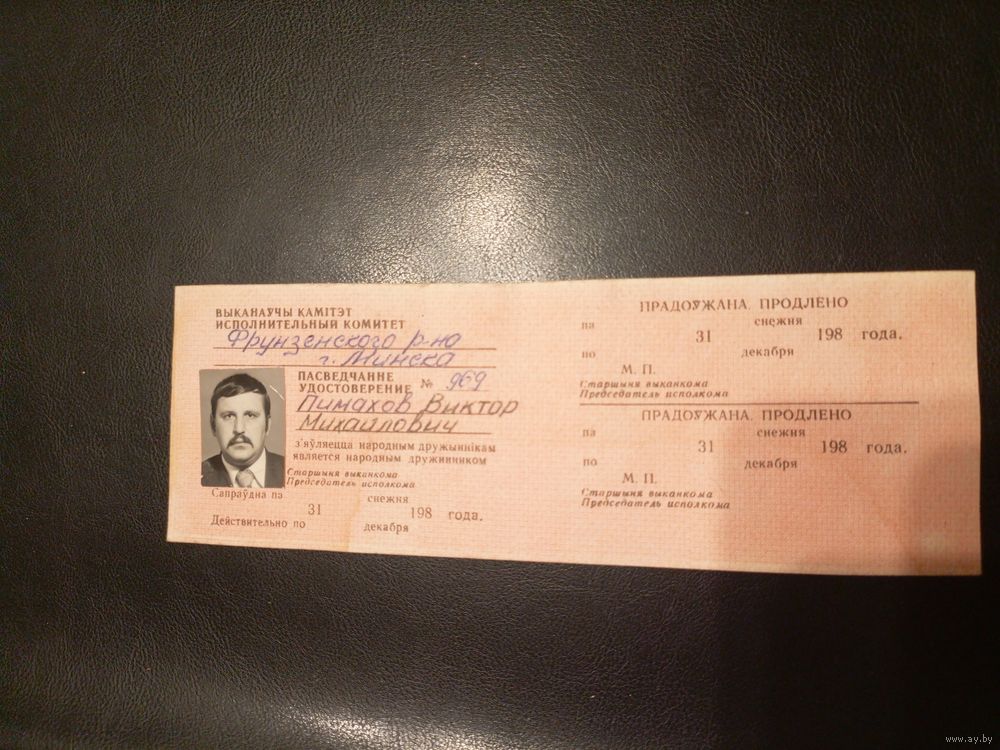 ВЫКАНАЎЧЫ КАМІТЭТ
ИСПОЛНИТЕЛЬНЫЙ КОМИТЕТ
Фрунзенского р-на
г. Минска
ПАСВЕДЧАННЕ
УДОСТОВЕРЕНИЕ № 969
Пимахов Виктор
Михайлович
з'яўляецца народным дружыннікам
является народным дружинником
Старшыня выканкома
Председатель исполкома
Сапраўдна па
31 снежня 198 года.
Действительно по декабря
ПРАДОЎЖАНА. ПРОДЛЕНО
па снежня
31 198 года.
по декабря
М. П.
Старшыня выканкома
Председатель исполкома
ПРАДОЎЖАНА. ПРОДЛЕНО
па снежня
31 198 года.
по декабря
М. П.
Старшыня выканкома
Председатель исполкома
www.ay.by